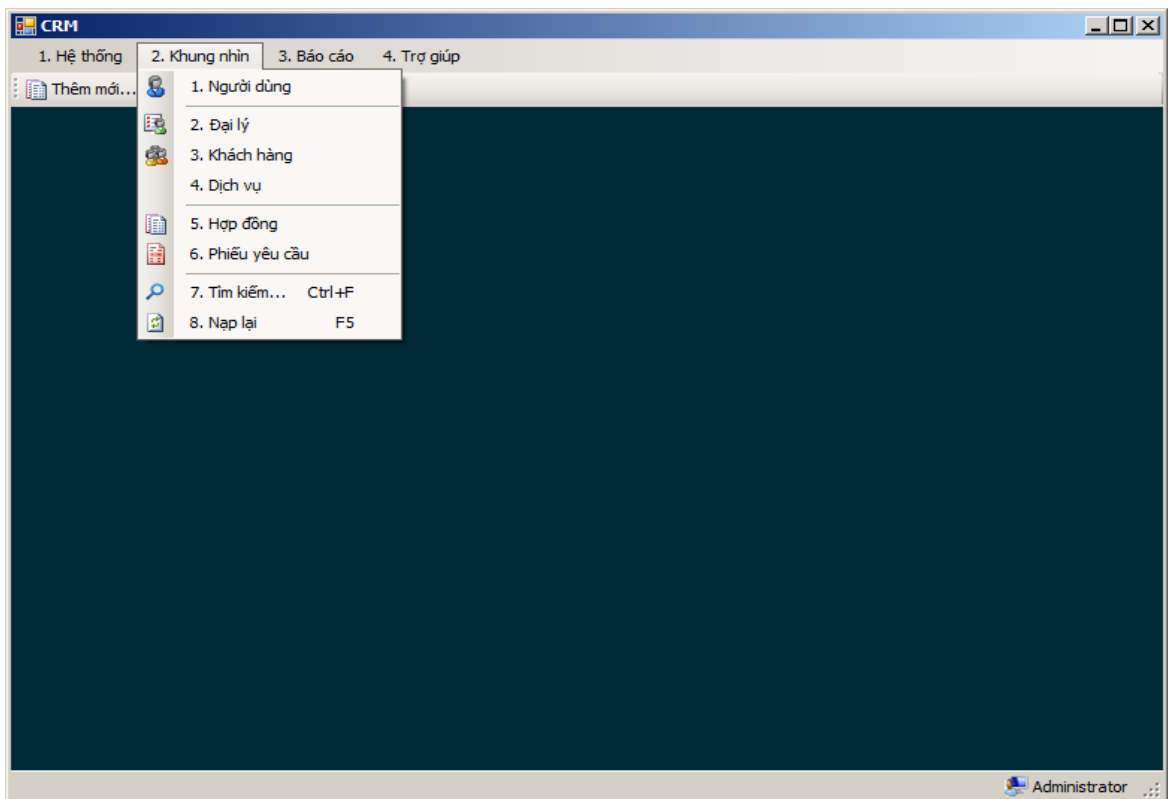 CRM
1. Hệ thống 2. Khung nhìn 3. Báo cáo 4. Trợ giúp
Thêm mới...
1. Người dùng
2. Đại lý
3. Khách hàng
4. Dịch vụ
5. Hợp đồng
6. Phiếu yêu cầu
7. Tìm kiếm... Ctrl+F
8. Nạp lại F5
Administrator